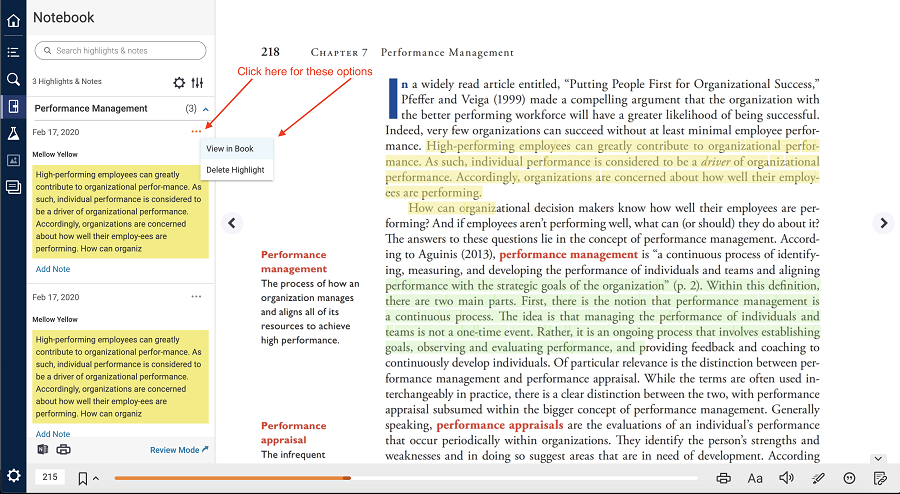 Notebook
Search highlights & notes
3 Highlights & Notes
Performance Management (3)
Feb 17, 2020
Mellow Yellow
High-performing employees can greatly
contribute to organizational perfor-mance. As
such, individual performance is considered to
be a driver of organizational performance.
Accordingly, organizations are concerned
about how well their employ-ees are
performing. How can organiz
Add Note
Feb 17, 2020
Mellow Yellow
High-performing employees can greatly
contribute to organizational perfor-mance. As
such, individual performance is considered to
be a driver of organizational performance.
Accordingly, organizations are concerned
about how well their employ-ees are
performing. How can organiz
Add Note
Review Mode
Click here for these options
View in Book
Delete Highlight
218 Chapter 7 Performance Management
In a widely read article entitled, “Putting People First for Organizational Success,”
Pfeffer and Veiga (1999) made a compelling argument that the organization with
the better performing workforce will have a greater likelihood of being successful.
Indeed, very few organizations can succeed without at least minimal employee perfor-
mance. High-performing employees can greatly contribute to organizational perfor-
mance. As such, individual performance is considered to be a driver of organizational
performance. Accordingly, organizations are concerned about how well their employ-
ees are performing.
How can organizational decision makers know how well their employees are per-
forming? And if employees aren’t performing well, what can (or should) they do about it?
The answers to these questions lie in the concept of performance management. Accord-
ing to Aguinis (2013), performance management is “a continuous process of identify-
ing, measuring, and developing the performance of individuals and teams and aligning
performance with the strategic goals of the organization” (p. 2). Within this definition,
there are two main parts. First, there is the notion that performance management is
a continuous process. The idea is that managing the performance of individuals and
teams is not a one-time event. Rather, it is an ongoing process that involves establishing
goals, observing and evaluating performance, and providing feedback and coaching to
continuously develop individuals. Of particular relevance is the distinction between per-
formance management and performance appraisal. While the terms are often used in-
terchangeably in practice, there is a clear distinction between the two, with performance
appraisal subsumed within the bigger concept of performance management. Generally
speaking, performance appraisals are the evaluations of an individual’s performance
that occur periodically within organizations. They identify the person’s strengths and
weaknesses and in doing so suggest areas that are in need of development. According
Performance
management
The process of how an
organization manages
and aligns all of its
resources to achieve
high performance.
Performance
appraisal
The infrequent
215
Aa